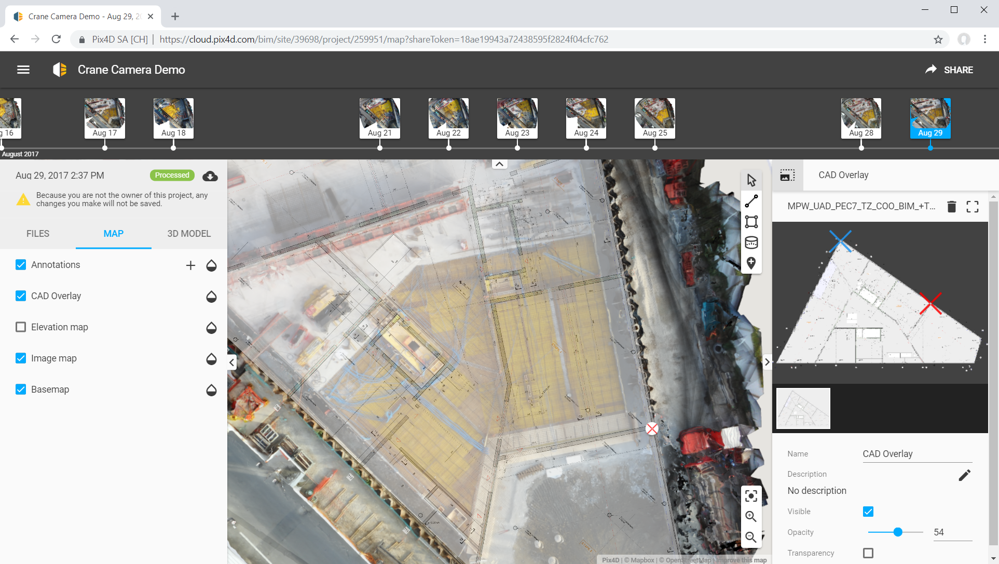 Crane Camera Demo - Aug 29, 20
Pix4D SA [CH] | https://cloud.pix4d.com/bim/site/39698/project/259951/map?shareToken=18ae19943a72438595f2824f04cfc762
Crane Camera Demo
SHARE
g 16
Aug 17
Aug 18
Aug 21
Aug 22
Aug 23
Aug 24
Aug 25
Aug 28
Aug 29
August 2017
Aug 29, 2017 2:37 PM
Processed
Because you are not the owner of this project, any
changes you make will not be saved.
FILES
MAP
3D MODEL
Annotations
CAD Overlay
Elevation map
Image map
Basemap
CAD Overlay
MPW_UAD_PEC7_TZ_COO_BIM_+T...
Name
CAD Overlay
Description
No description
Visible
Opacity
54
Transparency
Pix4D | © Mapbox | © OpenStreetMap | Improve this map